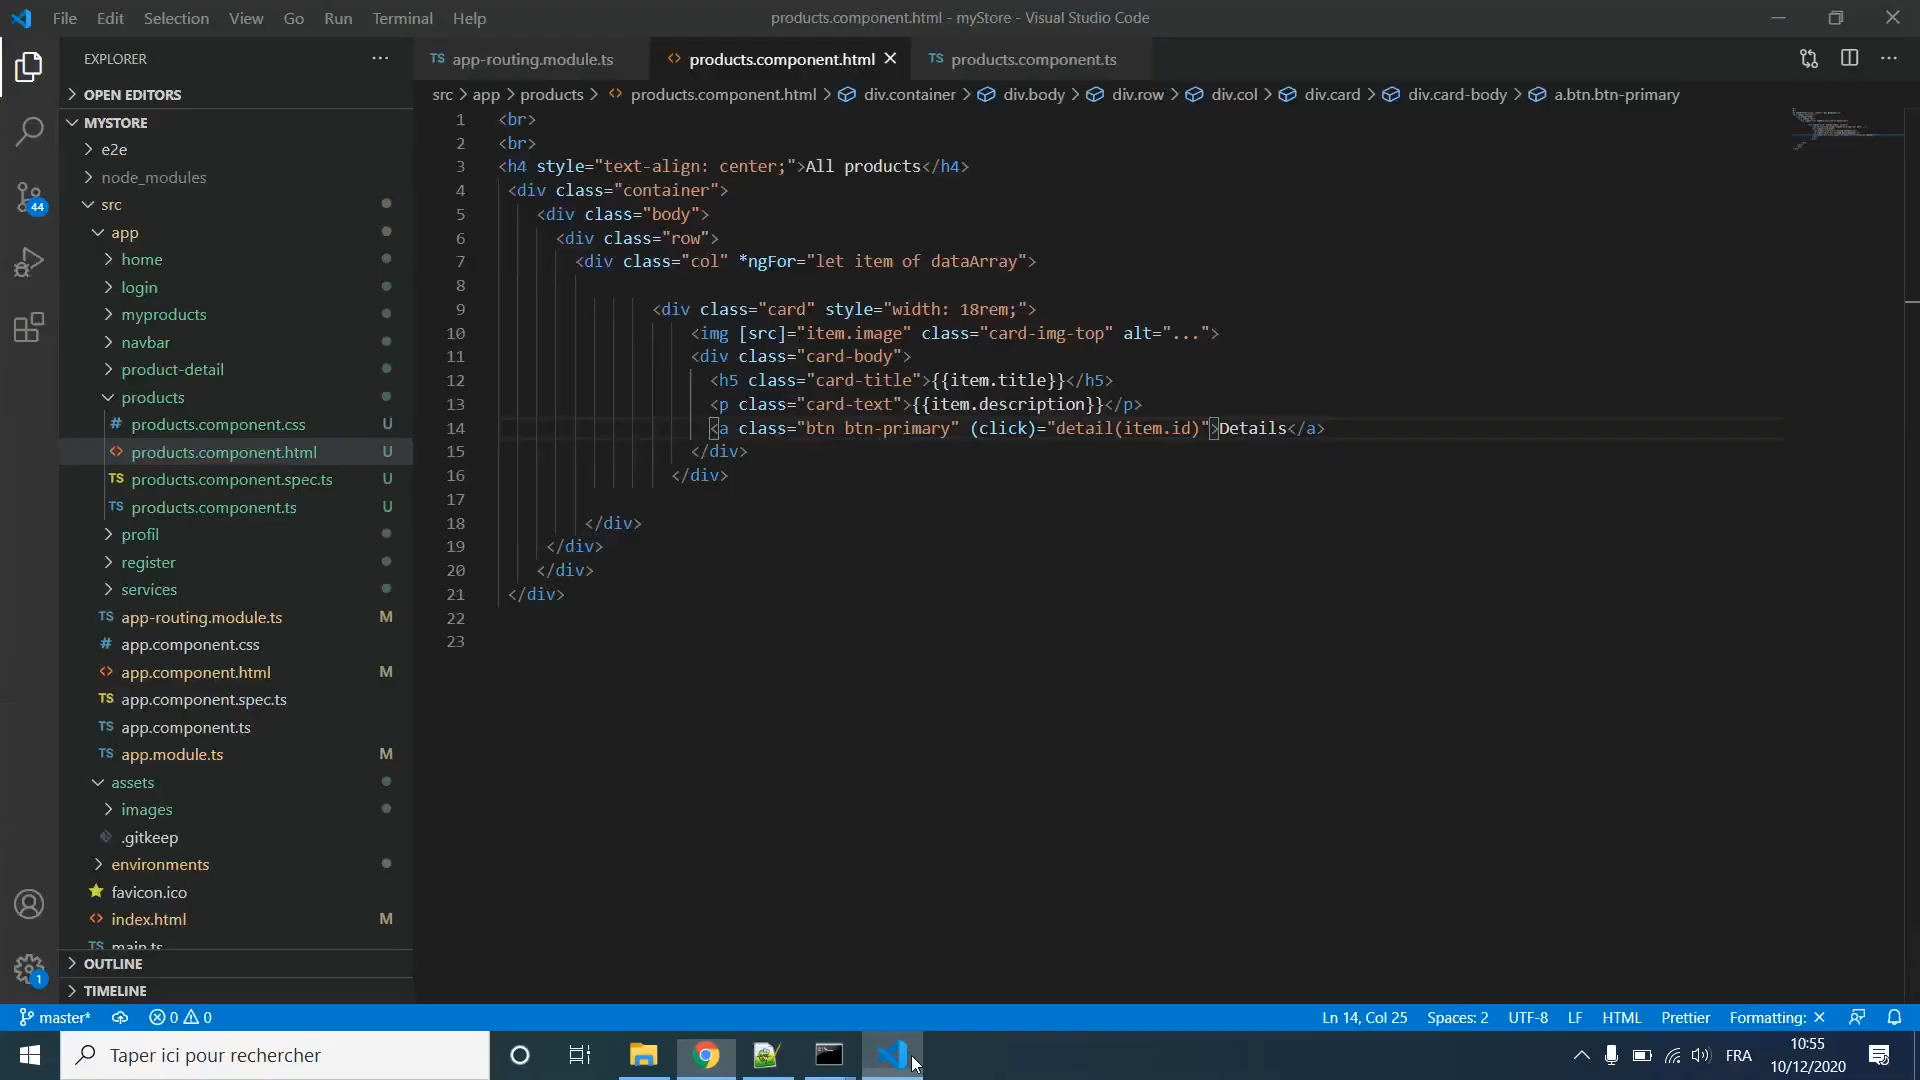 File Edit Selection View Go Run Terminal Help
products.component.html - myStore - Visual Studio Code
EXPLORER
app-routing.module.ts
products.component.html
products.component.ts
src > app > products > products.component.html > div.container > div.body > div.row > div.col > div.card > div.card-body > a.btn.btn-primary
OPEN EDITORS
MYSTORE
e2e
node_modules
src
app
home
login
myproducts
navbar
product-detail
products
products.component.css U
products.component.html U
TS products.component.spec.ts U
TS products.component.ts U
profil
register
services
TS app-routing.module.ts M
app.component.css
app.component.html M
TS app.component.spec.ts
TS app.component.ts
TS app.module.ts M
assets
images
.gitkeep
environments
favicon.ico
index.html M
TS main.ts
OUTLINE
TIMELINE
44
1
1 <br>
2 <br>
3 <h4 style="text-align: center;">All products</h4>
4 <div class="container">
5 <div class="body">
6 <div class="row">
7 <div class="col" *ngFor="let item of dataArray">
8
9 <div class="card" style="width: 18rem;">
10 <img [src]="item.image" class="card-img-top" alt="...">
11 <div class="card-body">
12 <h5 class="card-title">{{item.title}}</h5>
13 <p class="card-text">{{item.description}}</p>
14 <a class="btn btn-primary" (click)="detail(item.id)">Details</a>
15 </div>
16 </div>
17
18 </div>
19 </div>
20 </div>
21 </div>
22
23
master* 0 0
Ln 14, Col 25 Spaces: 2 UTF-8 LF HTML Prettier Formatting: ×
Taper ici pour rechercher
FRA
10:55
10/12/2020